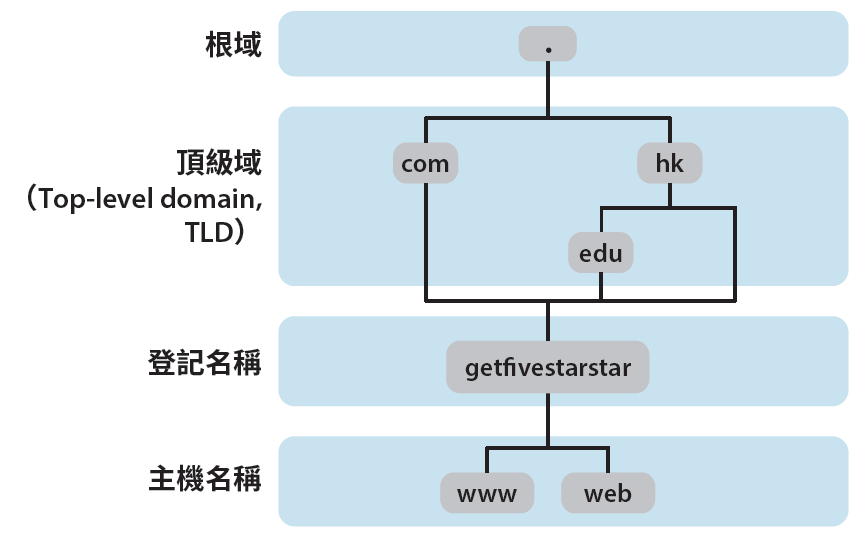 根域
.
頂級域
（Top-level domain,
TLD）
com
hk
edu
登記名稱
getfivestarstar
主機名稱
www
web